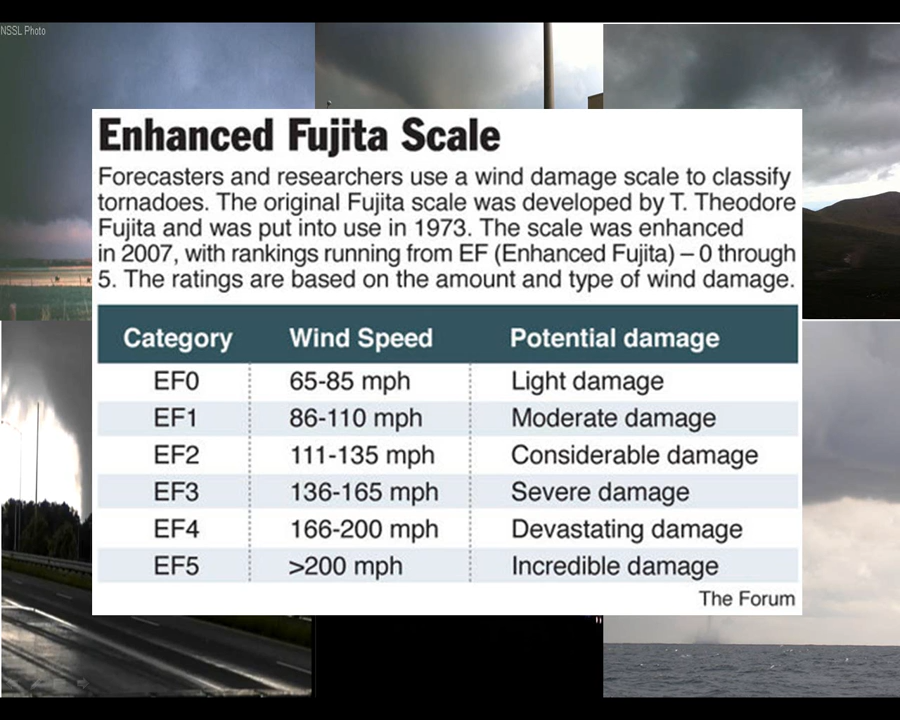 NSSL Photo
Enhanced Fujita Scale
Forecasters and researchers use a wind damage scale to classify
tornadoes. The original Fujita scale was developed by T. Theodore
Fujita and was put into use in 1973. The scale was enhanced
in 2007, with rankings running from EF (Enhanced Fujita) – 0 through
5. The ratings are based on the amount and type of wind damage.
Category Wind Speed Potential damage
EF0 65-85 mph Light damage
EF1 86-110 mph Moderate damage
EF2 111-135 mph Considerable damage
EF3 136-165 mph Severe damage
EF4 166-200 mph Devastating damage
EF5 >200 mph Incredible damage
The Forum